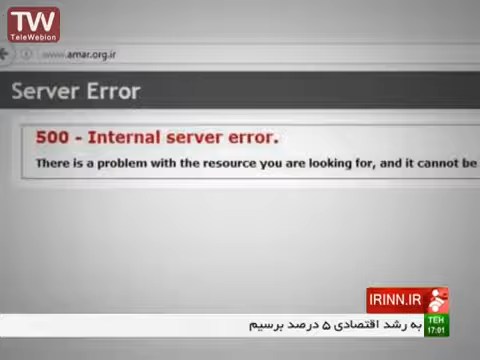 TW
TeleWebion
www.amar.org.ir
Server Error
500 - Internal server error.
There is a problem with the resource you are looking for, and it cannot be
IRINN.IR
به رشد اقتصادی ۵ درصد برسیم
TEH
17:01